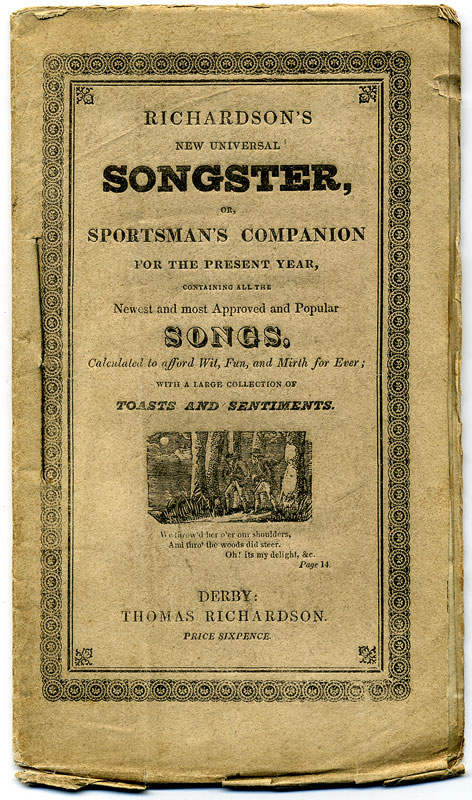 RICHARDSON'S
NEW UNIVERSAL
SONGSTER,
OR,
SPORTSMAN'S COMPANION
FOR THE PRESENT YEAR,
CONTAINING ALL THE
Newest and most Approved and Popular
SONGS.
Calculated to afford Wit, Fun, and Mirth for Ever;
WITH A LARGE COLLECTION OF
TOASTS AND SENTIMENTS.
We throw'd her o'er our shoulders,
And thro' the woods did steer.
Oh! its my delight, &c.
Page 14.
DERBY:
THOMAS RICHARDSON.
PRICE SIXPENCE.